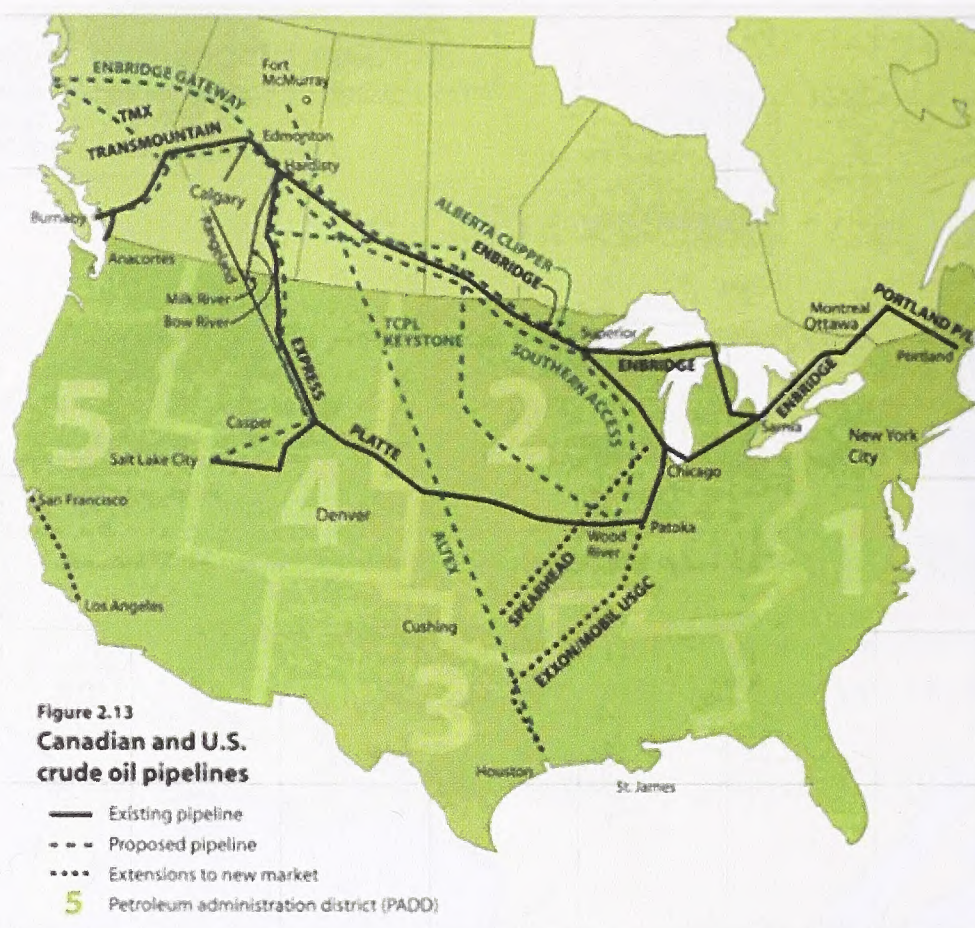 ENBRIDGE GATEWAY
Fort
McMurray
TMX
TRANSMOUNTAIN
Edmonton
Hardisty
Calgary
Burnaby
Rangeland
Anacortes
ALBERTA CLIPPER
ENBRIDGE
Milk River
Bow River
TCPL
KEYSTONE
Superior
Montreal
Ottawa
PORTLAND PIPE
Portland
SOUTHERN ACCESS
ENBRIDGE
ENBRIDGE
EXPRESS
5
2
Casper
PLATTE
Sarnia
New York
City
Salt Lake City
Chicago
San Francisco
4
Denver
Patoka
Wood
River
1
ALTEX
SPEARHEAD
EXXON/MOBIL USGC
Los Angeles
Cushing
3
Houston
St. James
Figure 2.13
Canadian and U.S.
crude oil pipelines
Existing pipeline
Proposed pipeline
Extensions to new market
5 Petroleum administration district (PADD)